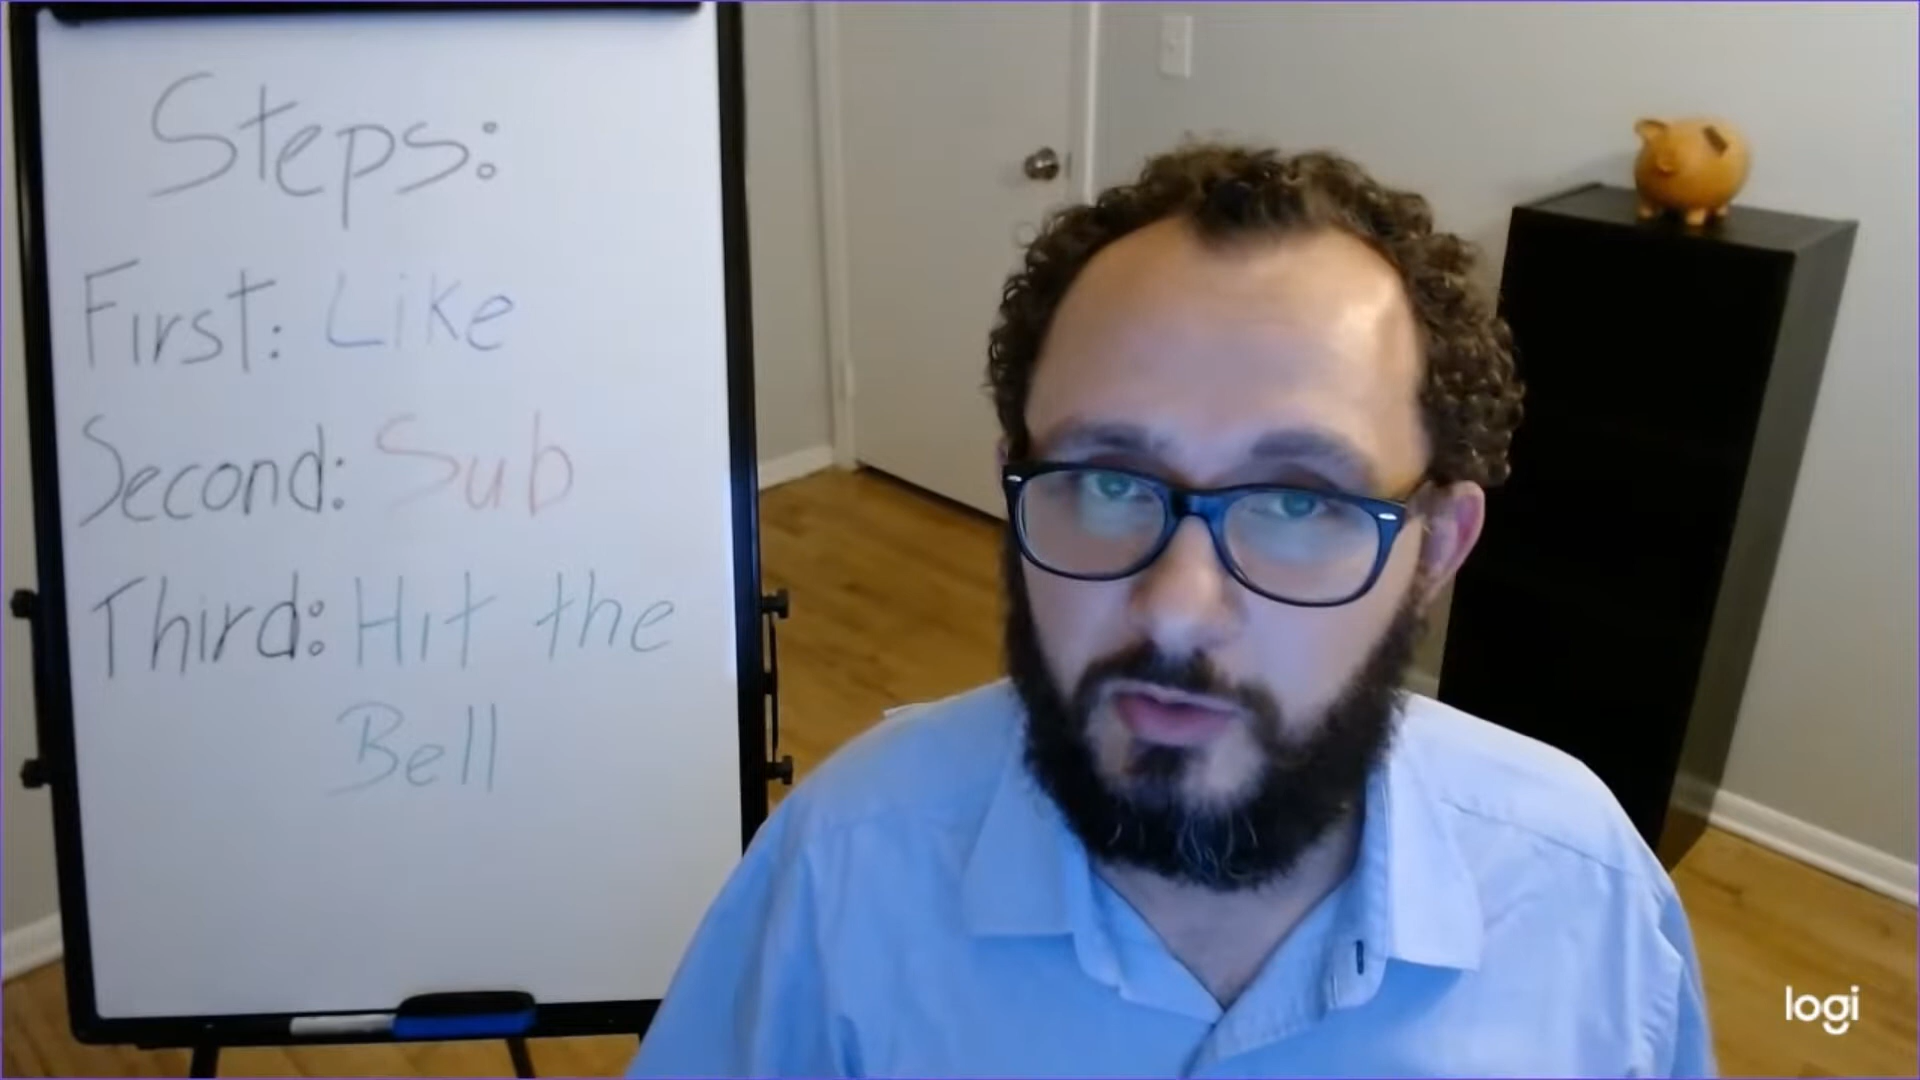 Steps:
First: Like
Second: Sub
Third: Hit the
Bell
logi